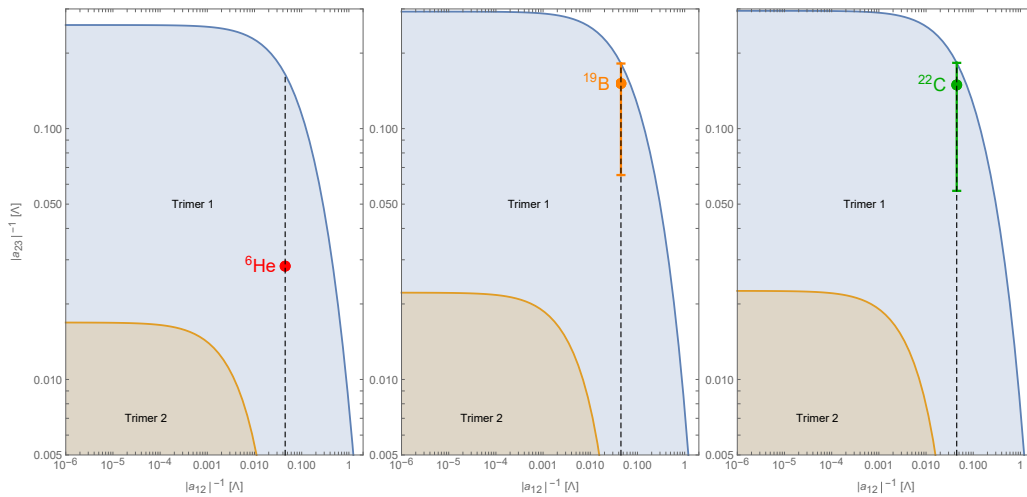 |a₂₃|⁻¹ [Λ]
0.100
0.050
0.010
0.005
⁶He
Trimer 1
Trimer 2
10⁻⁶ 10⁻⁵ 10⁻⁴ 0.001 0.010 0.100 1
|a₁₂|⁻¹ [Λ]
0.100
0.050
0.010
0.005
¹⁹B
Trimer 1
Trimer 2
10⁻⁶ 10⁻⁵ 10⁻⁴ 0.001 0.010 0.100 1
|a₁₂|⁻¹ [Λ]
0.100
0.050
0.010
0.005
²²C
Trimer 1
Trimer 2
10⁻⁶ 10⁻⁵ 10⁻⁴ 0.001 0.010 0.100 1
|a₁₂|⁻¹ [Λ]